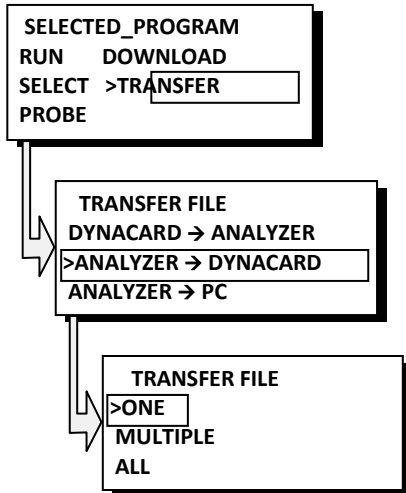 SELECTED_PROGRAM
RUN DOWNLOAD
SELECT >TRANSFER
PROBE
TRANSFER FILE
DYNACARD → ANALYZER
>ANALYZER → DYNACARD
ANALYZER → PC
TRANSFER FILE
>ONE
MULTIPLE
ALL